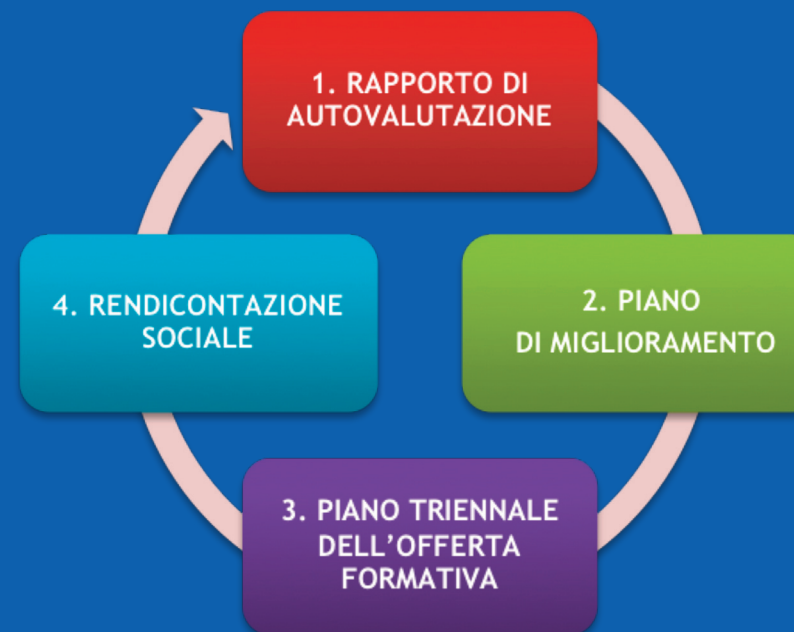 1. RAPPORTO DI
AUTOVALUTAZIONE
2. PIANO
DI MIGLIORAMENTO
3. PIANO TRIENNALE
DELL’OFFERTA
FORMATIVA
4. RENDICONTAZIONE
SOCIALE